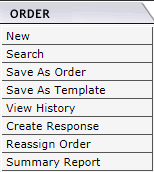 ORDER
New
Search
Save As Order
Save As Template
View History
Create Response
Reassign Order
Summary Report